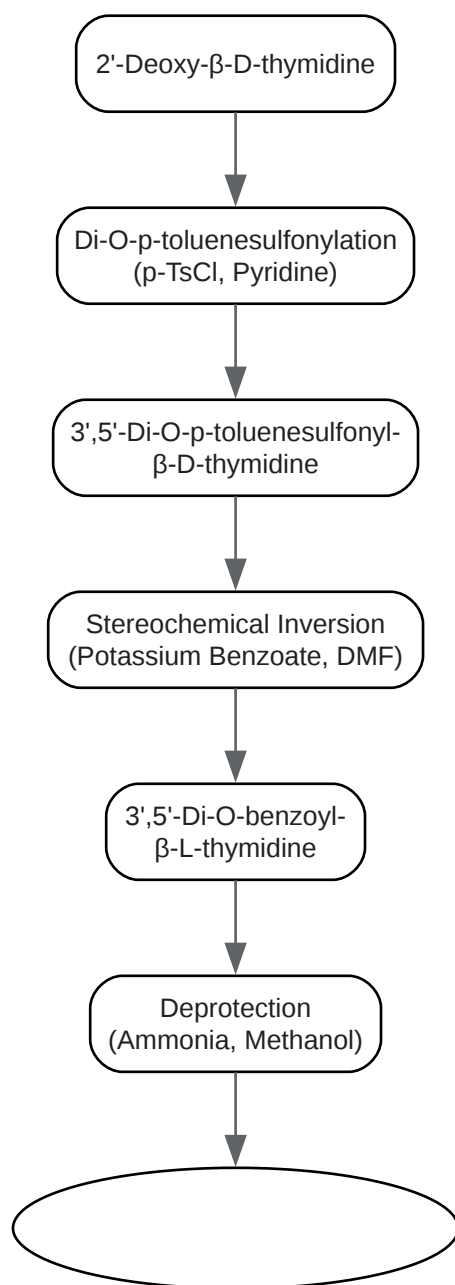 2'-Deoxy-β-D-thymidine
Di-O-p-toluenesulfonylation
(p-TsCl, Pyridine)
3',5'-Di-O-p-toluenesulfonyl-
β-D-thymidine
Stereochemical Inversion
(Potassium Benzoate, DMF)
3',5'-Di-O-benzoyl-
β-L-thymidine
Deprotection
(Ammonia, Methanol)